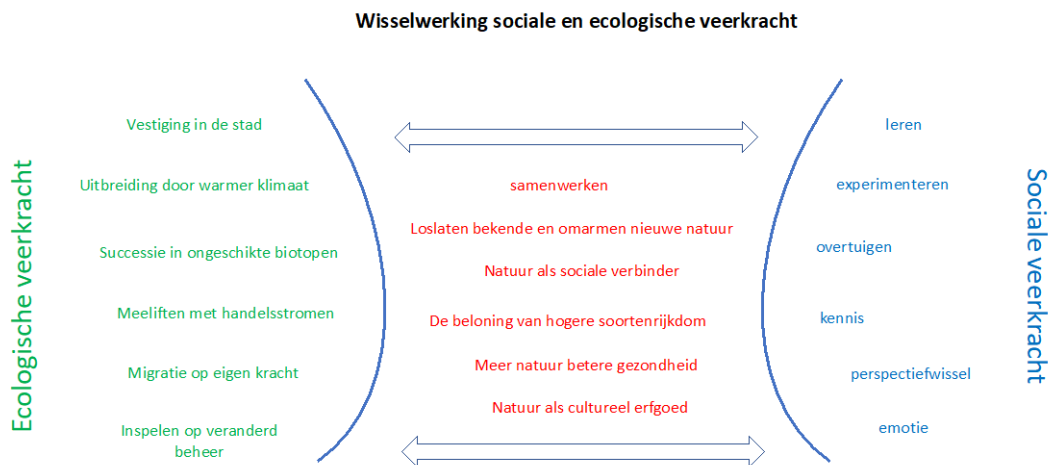 Wisselwerking sociale en ecologische veerkracht
Ecologische veerkracht
Vestiging in de stad
Uitbreiding door warmer klimaat
Successie in ongeschikte biotopen
Meeliften met handelsstromen
Migratie op eigen kracht
Inspelen op veranderd
beheer
samenwerken
Loslaten bekende en omarmen nieuwe natuur
Natuur als sociale verbinder
De beloning van hogere soortenrijkdom
Meer natuur betere gezondheid
Natuur als cultureel erfgoed
leren
experimenteren
overtuigen
kennis
perspectiefwissel
emotie
Sociale veerkracht